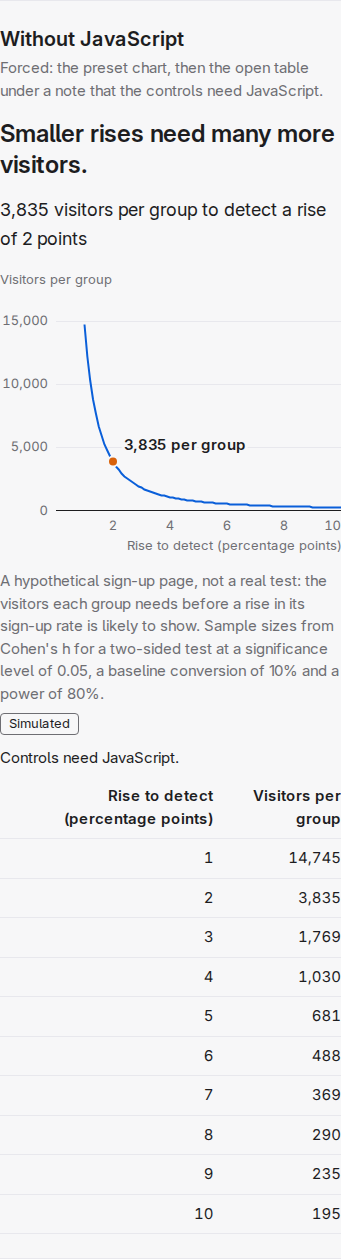 Without JavaScript
Forced: the preset chart, then the open table
under a note that the controls need JavaScript.
Smaller rises need many more
visitors.
3,835 visitors per group to detect a rise
of 2 points
Visitors per group
15,000
10,000
5,000
0
3,835 per group
2 4 6 8 10
Rise to detect (percentage points)
A hypothetical sign-up page, not a real test: the
visitors each group needs before a rise in its
sign-up rate is likely to show. Sample sizes from
Cohen's h for a two-sided test at a significance
level of 0.05, a baseline conversion of 10% and a
power of 80%.
Simulated
Controls need JavaScript.
Rise to detect Visitors per
(percentage points) group
1 14,745
2 3,835
3 1,769
4 1,030
5 681
6 488
7 369
8 290
9 235
10 195